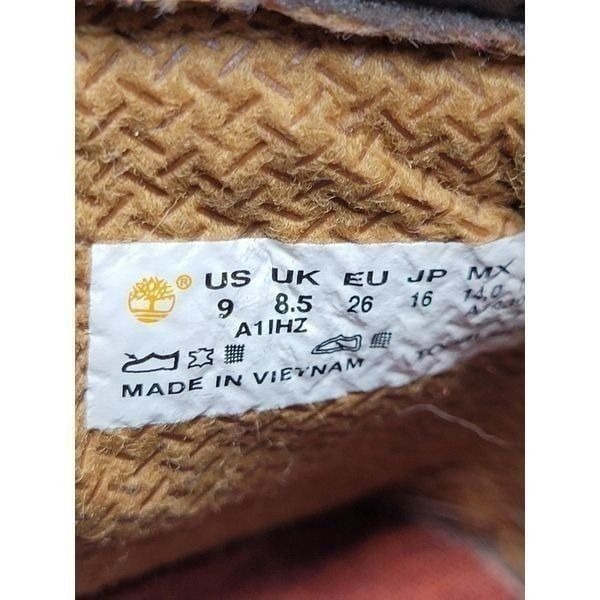 ® US UK EU JP MX
9 8.5 26 16 14.0
A1IHZ
MADE IN VIETNAM